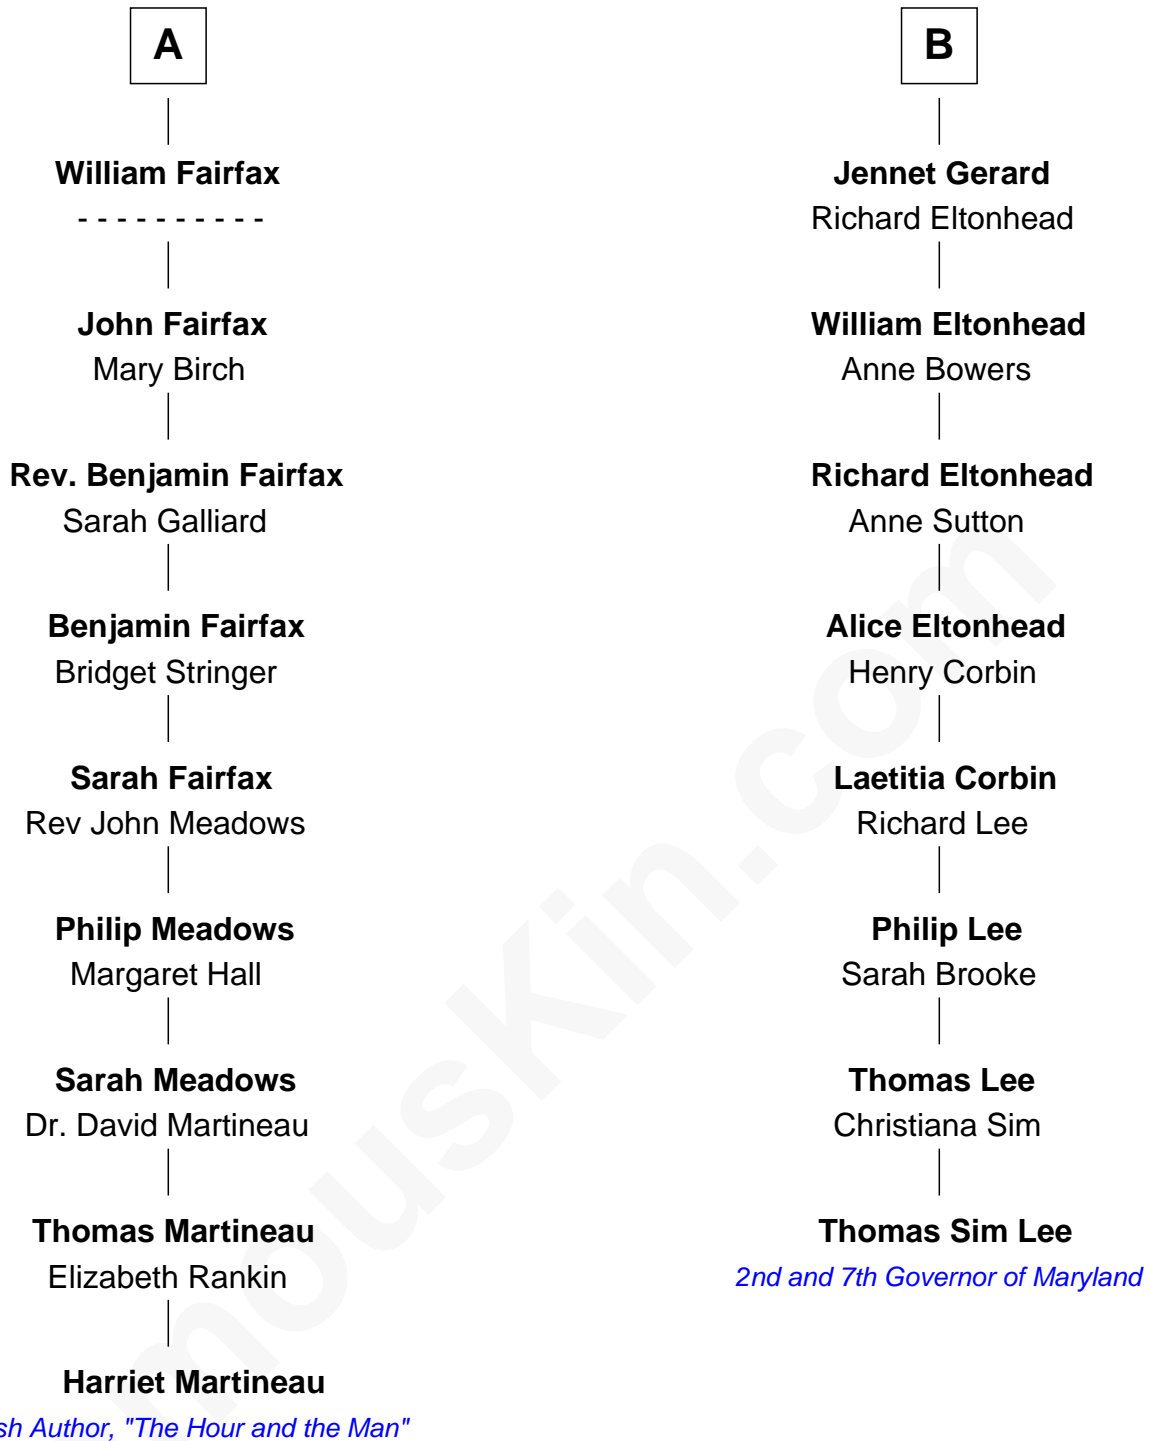 A
William Fairfax
- - - - - - - - - -
John Fairfax
Mary Birch
Rev. Benjamin Fairfax
Sarah Galliard
Benjamin Fairfax
Bridget Stringer
Sarah Fairfax
Rev John Meadows
Philip Meadows
Margaret Hall
Sarah Meadows
Dr. David Martineau
Thomas Martineau
Elizabeth Rankin
Harriet Martineau
sh Author, "The Hour and the Man"
B
Jennet Gerard
Richard Eltonhead
William Eltonhead
Anne Bowers
Richard Eltonhead
Anne Sutton
Alice Eltonhead
Henry Corbin
Laetitia Corbin
Richard Lee
Philip Lee
Sarah Brooke
Thomas Lee
Christiana Sim
Thomas Sim Lee
2nd and 7th Governor of Maryland
mousKin.com